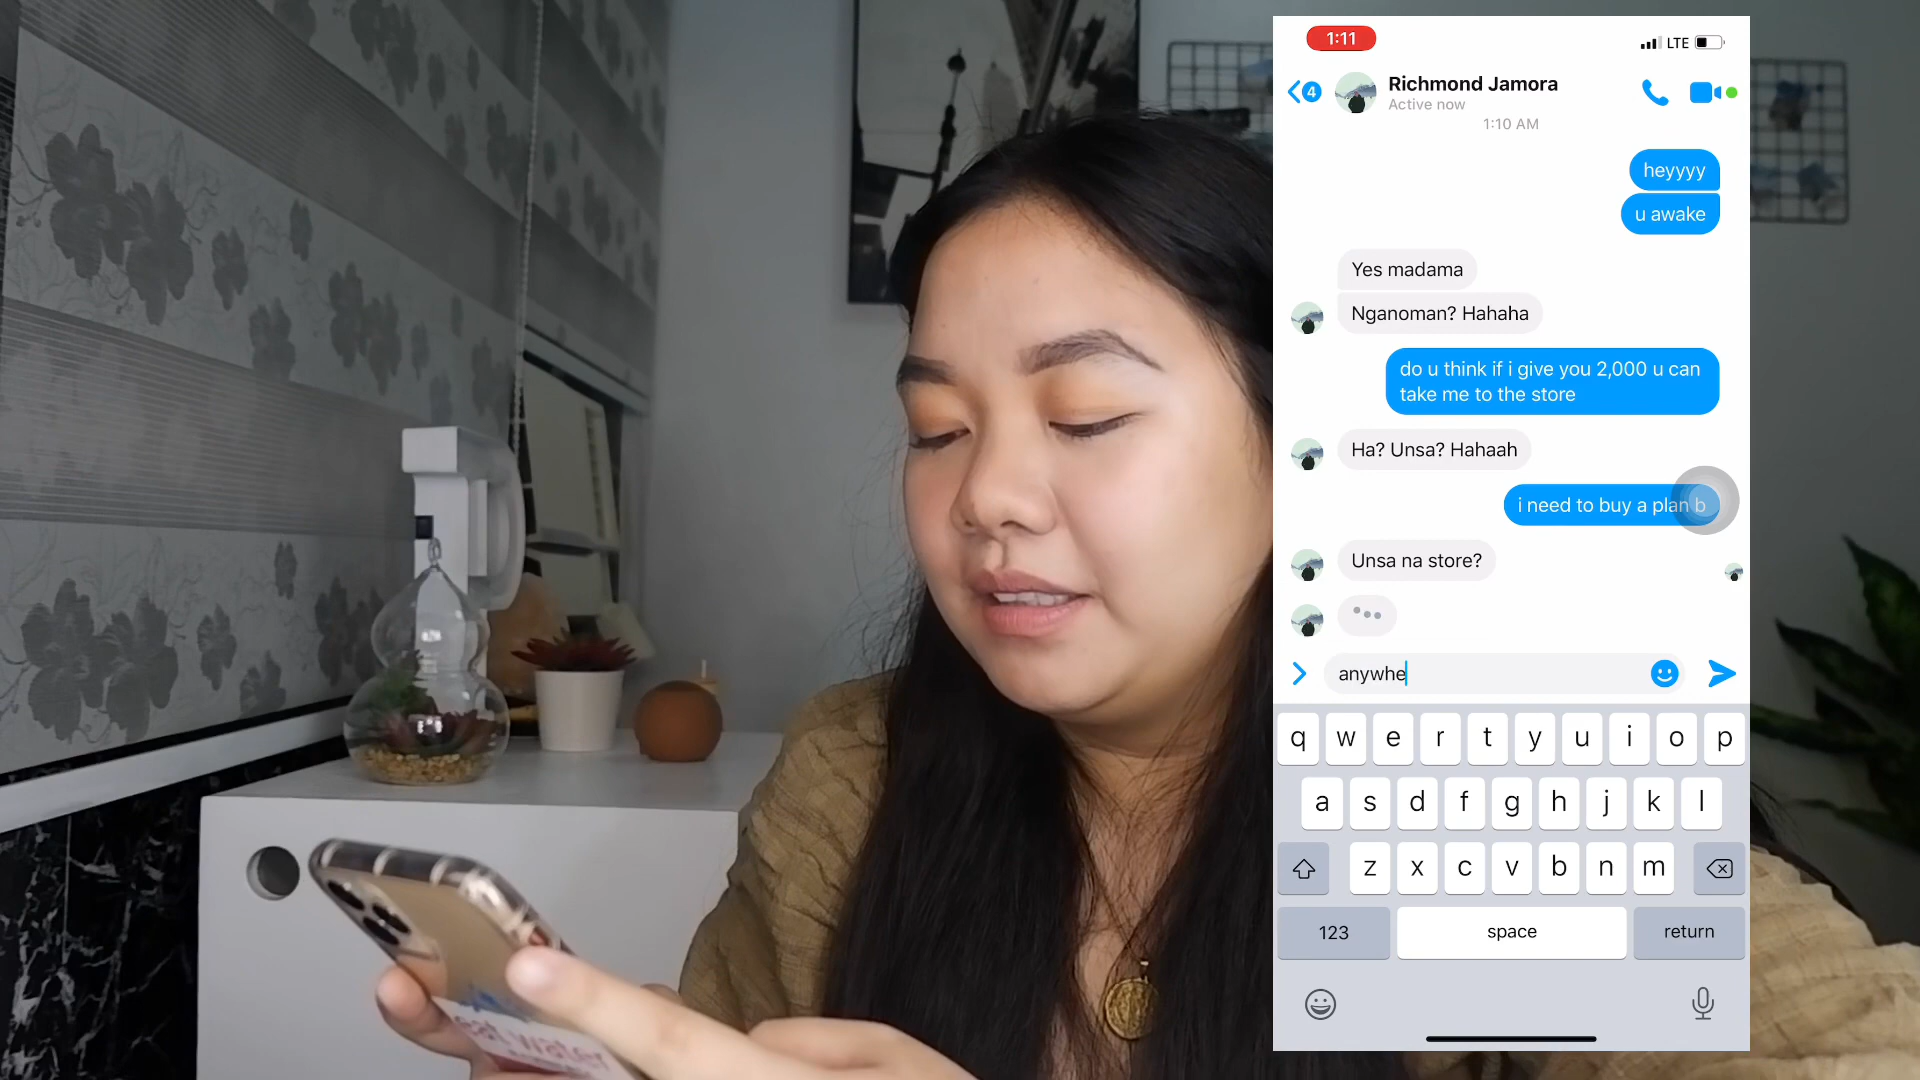 1:11
LTE
4
Richmond Jamora
Active now
1:10 AM
heyyyy
u awake
Yes madama
Nganoman? Hahaha
do u think if i give you 2,000 u can
take me to the store
Ha? Unsa? Hahaah
i need to buy a plan b
Unsa na store?
anywhe
q w e r t y u i o p
a s d f g h j k l
z x c v b n m
123 space return
eat water